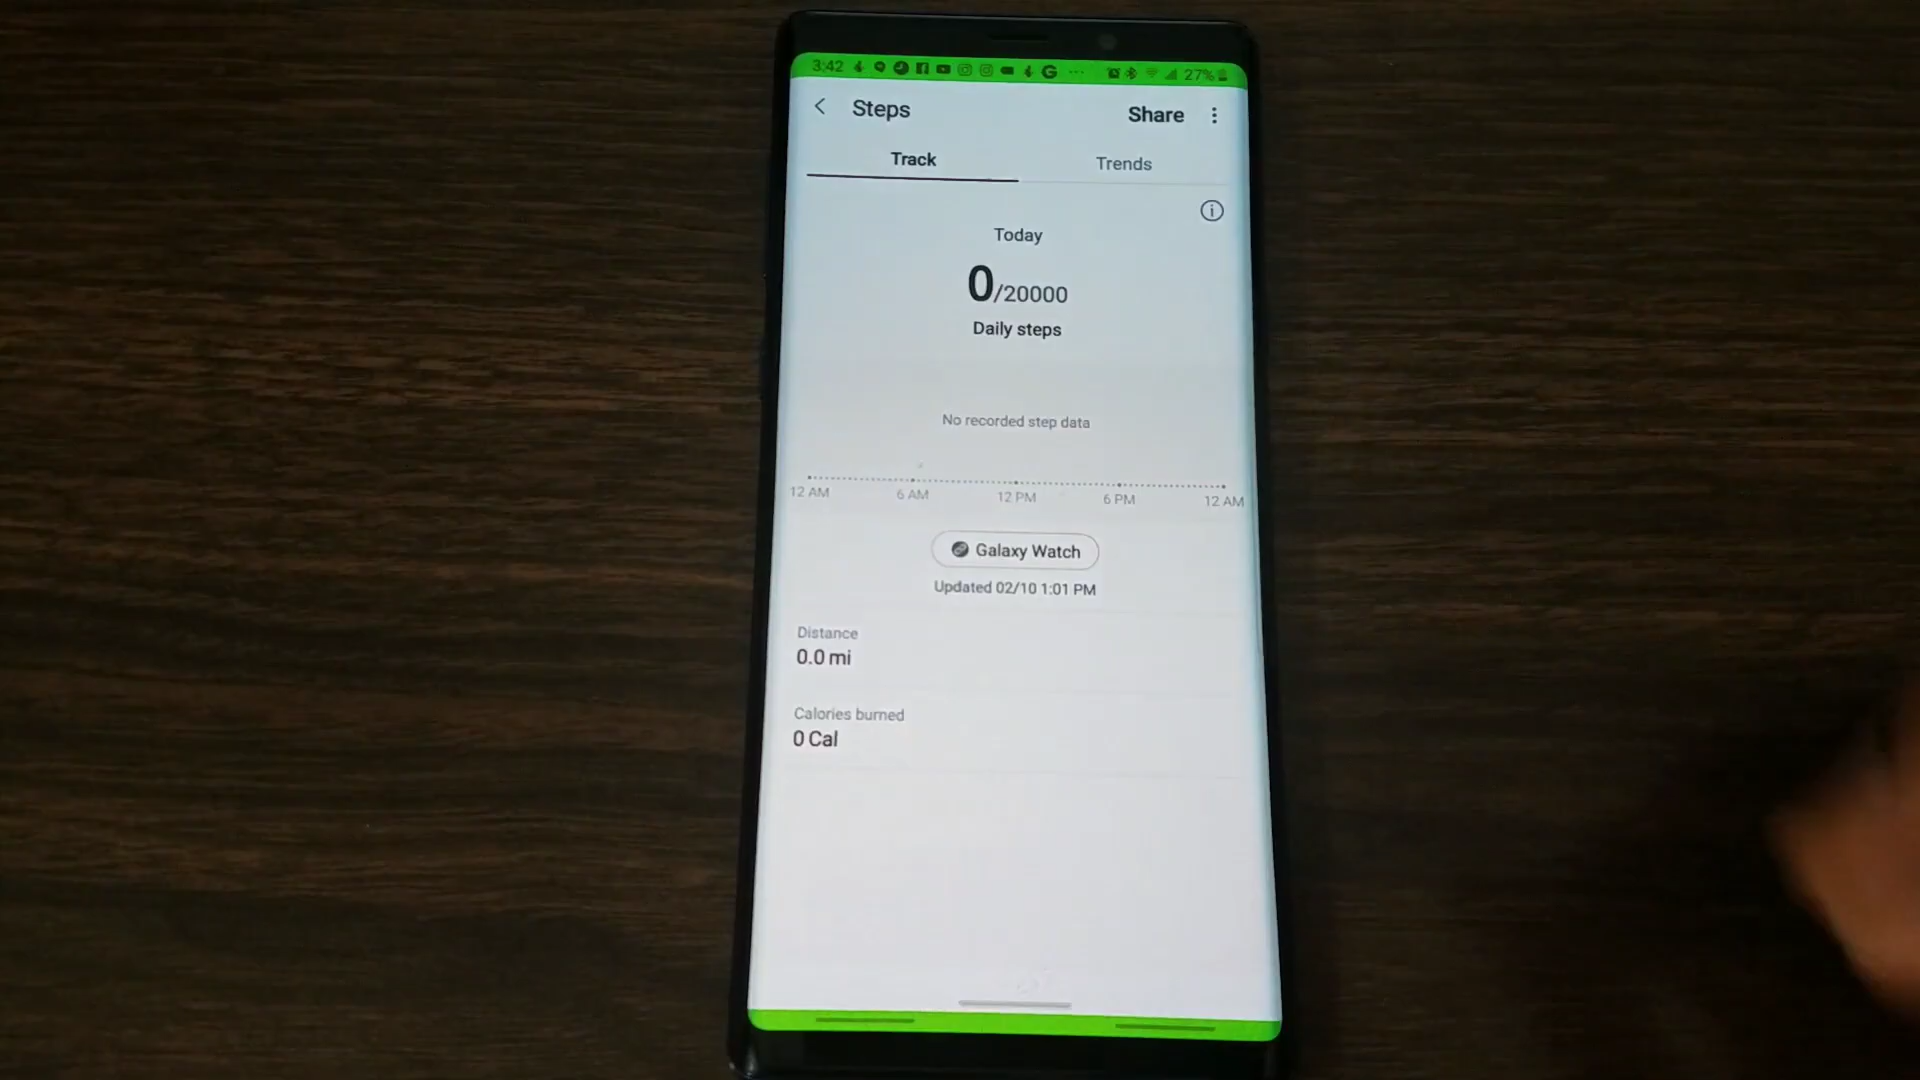 3:42 27%
Steps Share
Track Trends
Today
0/20000
Daily steps
No recorded step data
12 AM 6 AM 12 PM 6 PM 12 AM
Galaxy Watch
Updated 02/10 1:01 PM
Distance
0.0 mi
Calories burned
0 Cal